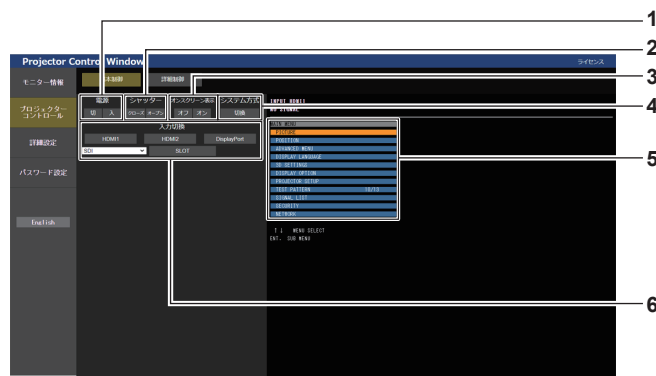 1
2
3
4
5
6
Projector Control Window
ライセンス
モニター情報
プロジェクター
コントロール
詳細設定
パスワード設定
English
基本制御 詳細制御
電源 シャッター オンスクリーン表示 システム方式
切 入 クローズ オープン オフ オン 切換
入力切換
HDMI1 HDMI2 DisplayPort
SDI SLOT
INPUT HDMI1
NO SIGNAL
MAIN MENU
PICTURE
POSITION
ADVANCED MENU
DISPLAY LANGUAGE
3D SETTINGS
DISPLAY OPTION
PROJECTOR SETUP
TEST PATTERN 10/13
SIGNAL LIST
SECURITY
NETWORK
↑↓ MENU SELECT
ENT. SUB MENU